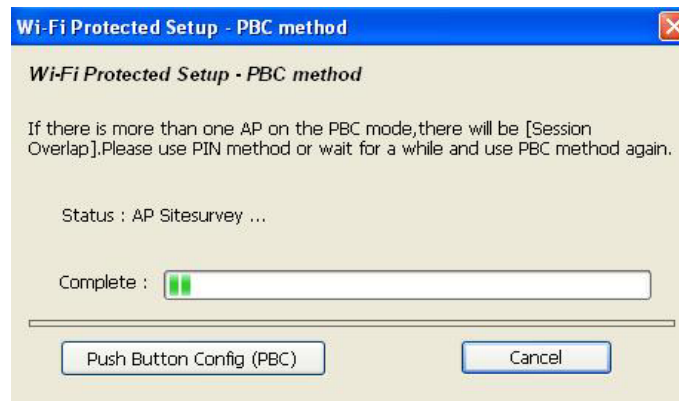 Wi-Fi Protected Setup - PBC method
Wi-Fi Protected Setup - PBC method
If there is more than one AP on the PBC mode,there will be [Session
Overlap].Please use PIN method or wait for a while and use PBC method again.
Status : AP Sitesurvey ...
Complete :
Push Button Config (PBC) Cancel